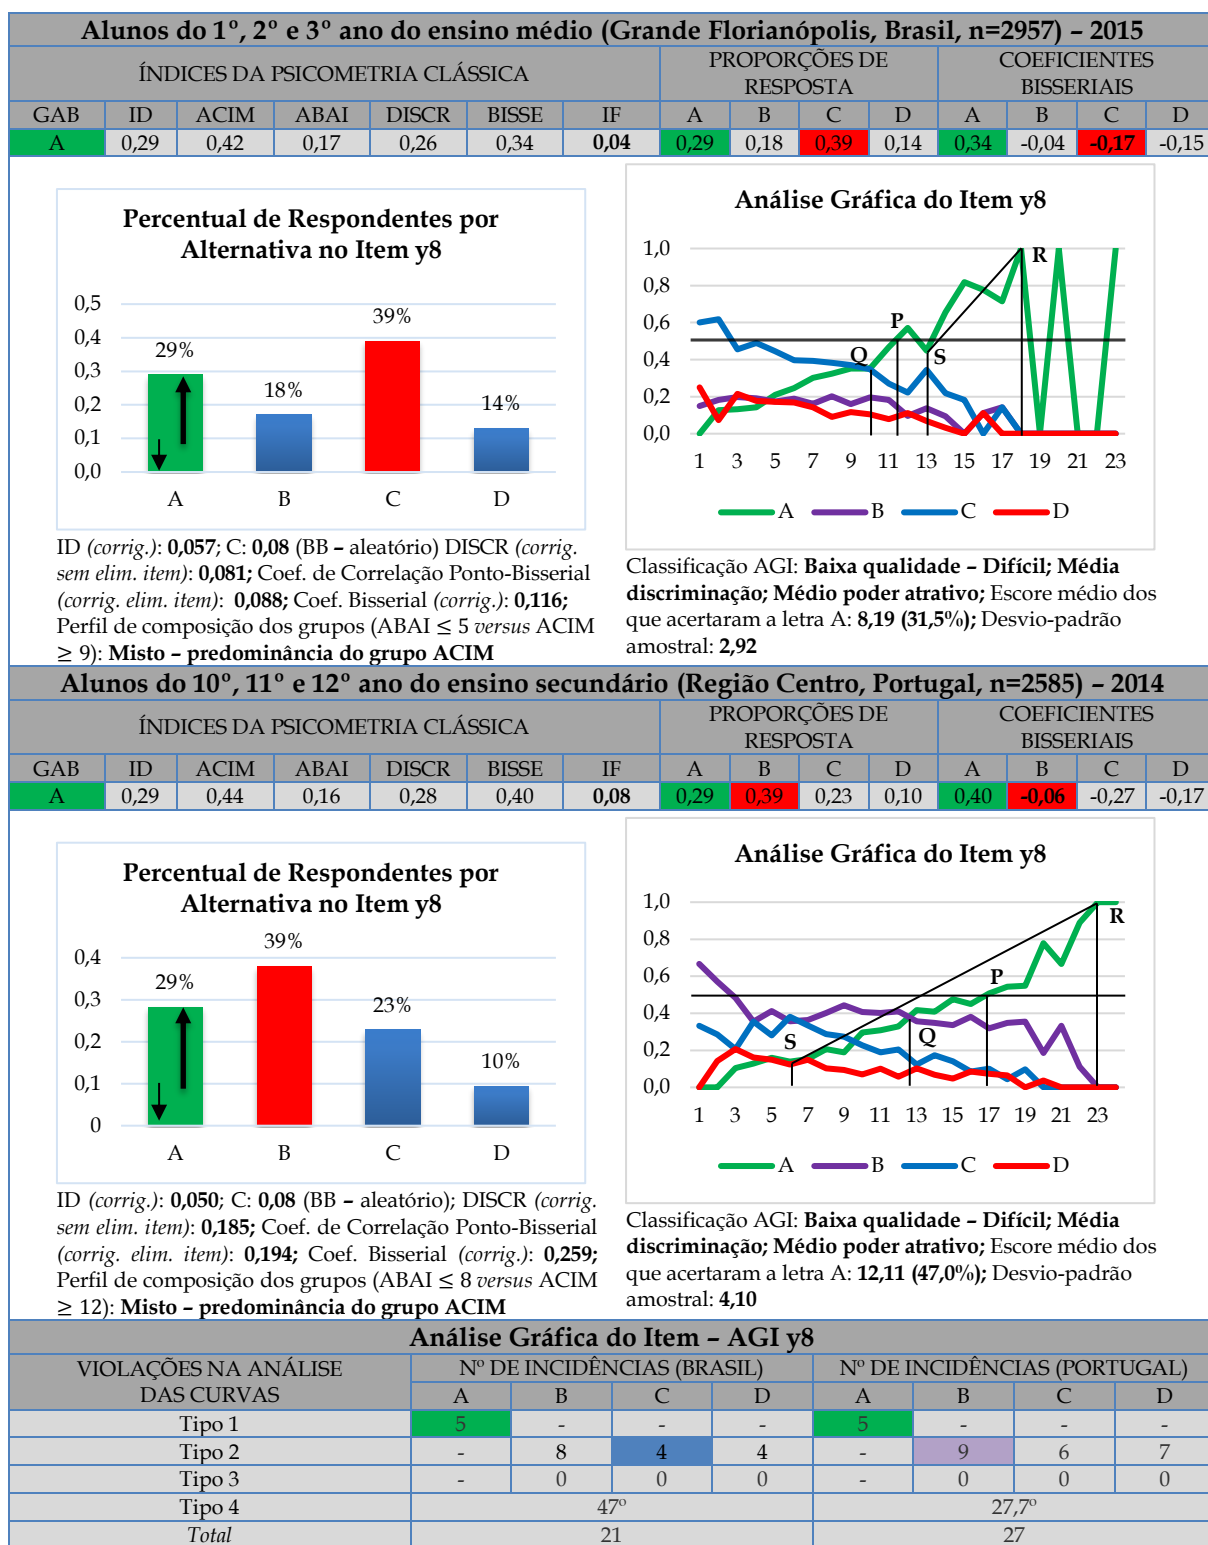 Alunos do 1º, 2º e 3º ano do ensino médio (Grande Florianópolis, Brasil, n=2957) – 2015
ÍNDICES DA PSICOMETRIA CLÁSSICA
PROPORÇÕES DE RESPOSTA
COEFICIENTES BISSERIAIS
GAB ID ACIM ABAI DISCR BISSE IF A B C D A B C D
A 0,29 0,42 0,17 0,26 0,34 0,04 0,29 0,18 0,39 0,14 0,34 -0,04 -0,17 -0,15
Percentual de Respondentes por
Alternativa no Item y8
0,5
0,4
0,3
0,2
0,1
0,0
29%
18%
39%
14%
A B C D
ID (corrig.): 0,057; C: 0,08 (BB – aleatório) DISCR (corrig.
sem elim. item): 0,081; Coef. de Correlação Ponto-Bisserial
(corrig. elim. item): 0,088; Coef. Bisserial (corrig.): 0,116;
Perfil de composição dos grupos (ABAI ≤ 5 versus ACIM
≥ 9): Misto – predominância do grupo ACIM
Análise Gráfica do Item y8
1,0
0,8
0,6
0,4
0,2
0,0
P
Q
S
R
1 3 5 7 9 11 13 15 17 19 21 23
A B C D
Classificação AGI: Baixa qualidade – Difícil; Média
discriminação; Médio poder atrativo; Escore médio dos
que acertaram a letra A: 8,19 (31,5%); Desvio-padrão
amostral: 2,92
Alunos do 10º, 11º e 12º ano do ensino secundário (Região Centro, Portugal, n=2585) – 2014
ÍNDICES DA PSICOMETRIA CLÁSSICA
PROPORÇÕES DE RESPOSTA
COEFICIENTES BISSERIAIS
GAB ID ACIM ABAI DISCR BISSE IF A B C D A B C D
A 0,29 0,44 0,16 0,28 0,40 0,08 0,29 0,39 0,23 0,10 0,40 -0,06 -0,27 -0,17
Percentual de Respondentes por
Alternativa no Item y8
0,4
0,3
0,2
0,1
0
29%
39%
23%
10%
A B C D
ID (corrig.): 0,050; C: 0,08 (BB – aleatório); DISCR (corrig.
sem elim. item): 0,185; Coef. de Correlação Ponto-Bisserial
(corrig. elim. item): 0,194; Coef. Bisserial (corrig.): 0,259;
Perfil de composição dos grupos (ABAI ≤ 8 versus ACIM
≥ 12): Misto – predominância do grupo ACIM
Análise Gráfica do Item y8
1,0
0,8
0,6
0,4
0,2
0,0
S
Q
P
R
1 3 5 7 9 11 13 15 17 19 21 23
A B C D
Classificação AGI: Baixa qualidade – Difícil; Média
discriminação; Médio poder atrativo; Escore médio dos
que acertaram a letra A: 12,11 (47,0%); Desvio-padrão
amostral: 4,10
Análise Gráfica do Item – AGI y8
VIOLAÇÕES NA ANÁLISE DAS CURVAS
Nº DE INCIDÊNCIAS (BRASIL)
Nº DE INCIDÊNCIAS (PORTUGAL)
A B C D A B C D
Tipo 1 5 - - - 5 - - -
Tipo 2 - 8 4 4 - 9 6 7
Tipo 3 - 0 0 0 - 0 0 0
Tipo 4 47º 27,7º
Total 21 27